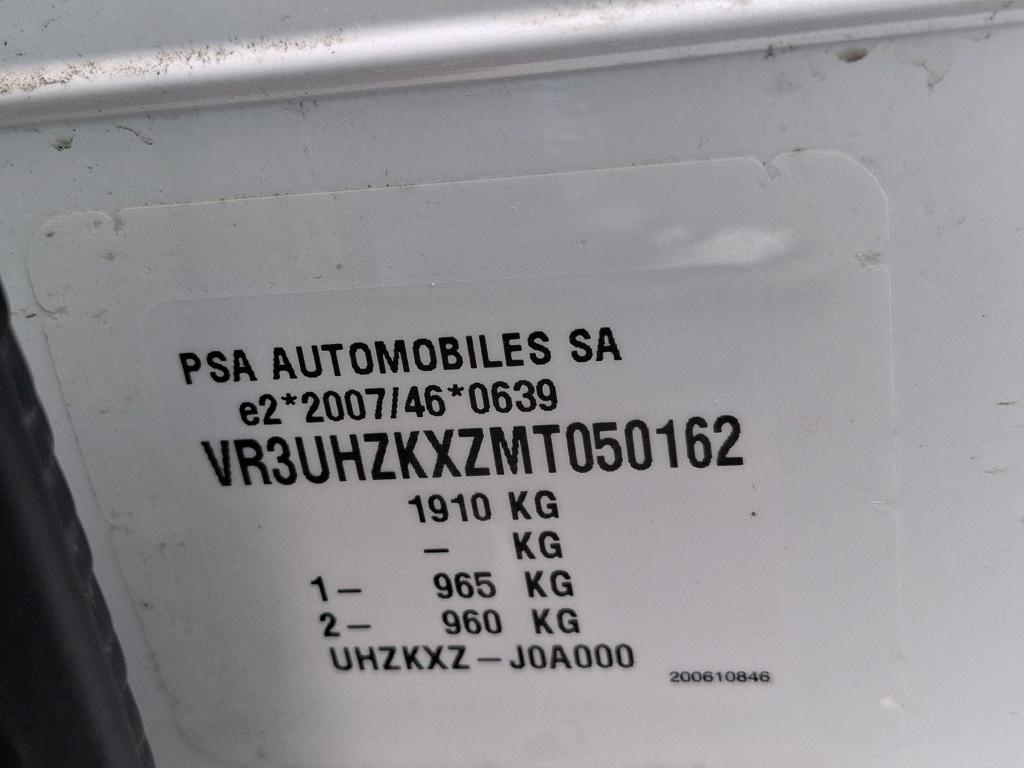 PSA AUTOMOBILES SA
e2*2007/46*0639
VR3UHZKXZMT050162
1910 KG
– KG
1– 965 KG
2– 960 KG
UHZKXZ–J0A000
200610846